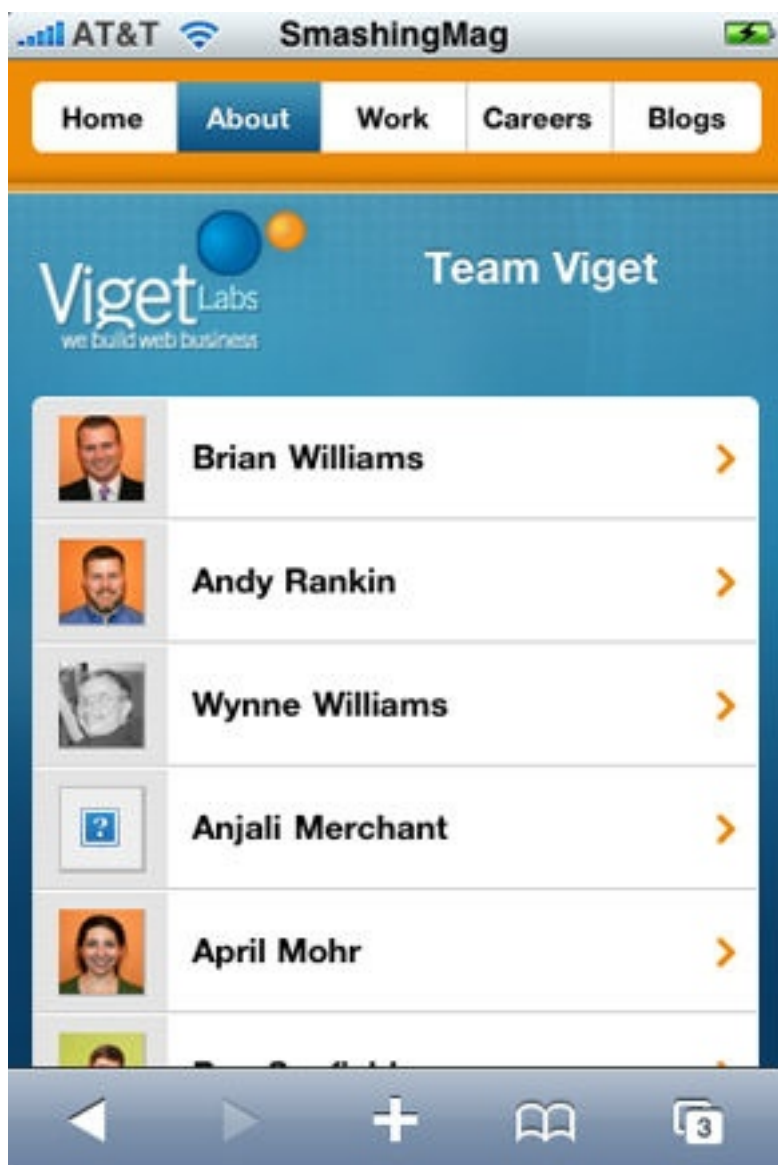 AT&T SmashingMag
Home About Work Careers Blogs
Viget Labs
we build web business
Team Viget
Brian Williams
Andy Rankin
Wynne Williams
?
Anjali Merchant
April Mohr
3